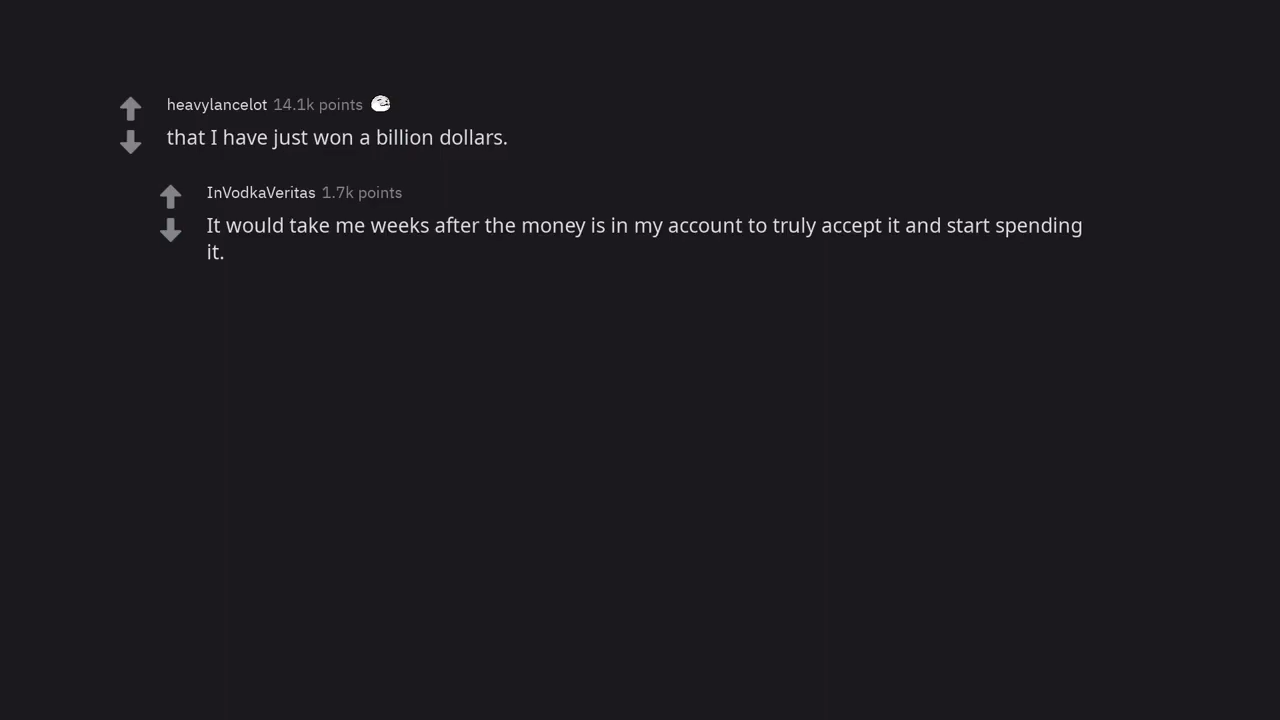 heavylancelot 14.1k points
that I have just won a billion dollars.
InVodkaVeritas 1.7k points
It would take me weeks after the money is in my account to truly accept it and start spending
it.